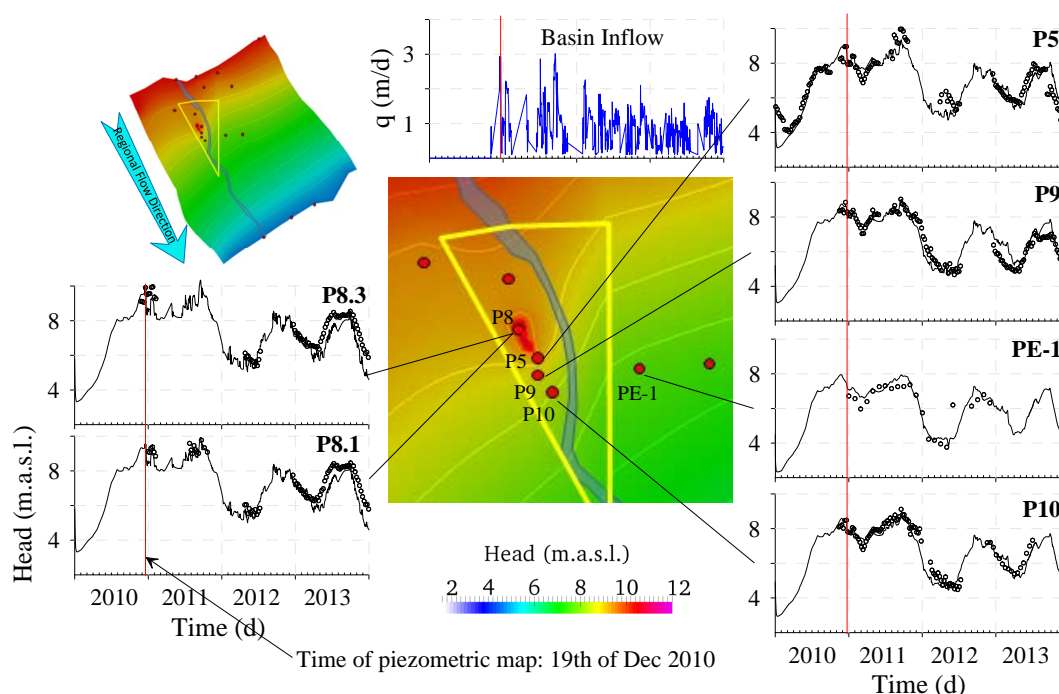 Basin Inflow
q (m/d)
3
1
Regional Flow Direction
P5
8
4
P9
8
4
PE-1
8
4
P10
8
4
2010 2011 2012 2013
Time (d)
P8.3
8
4
P8.1
8
4
Head (m.a.s.l.)
2010 2011 2012 2013
Time (d)
P8
P5
P9
P10
PE-1
Head (m.a.s.l.)
2 4 6 8 10 12
Time of piezometric map: 19th of Dec 2010